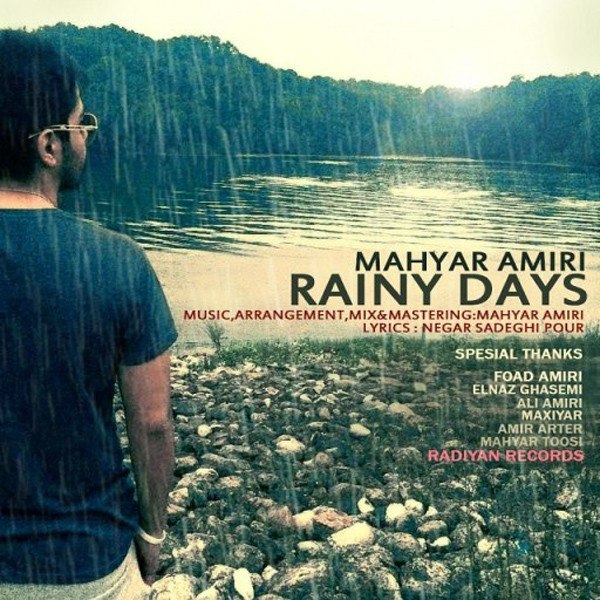 MAHYAR AMIRI
RAINY DAYS
MUSIC,ARRANGEMENT,MIX&MASTERING:MAHYAR AMIRI
LYRICS : NEGAR SADEGHI POUR
SPESIAL THANKS
FOAD AMIRI
ELNAZ GHASEMI
ALI AMIRI
MAXIYAR
AMIR ARTER
MAHYAR TOOSI
RADIYAN RECORDS